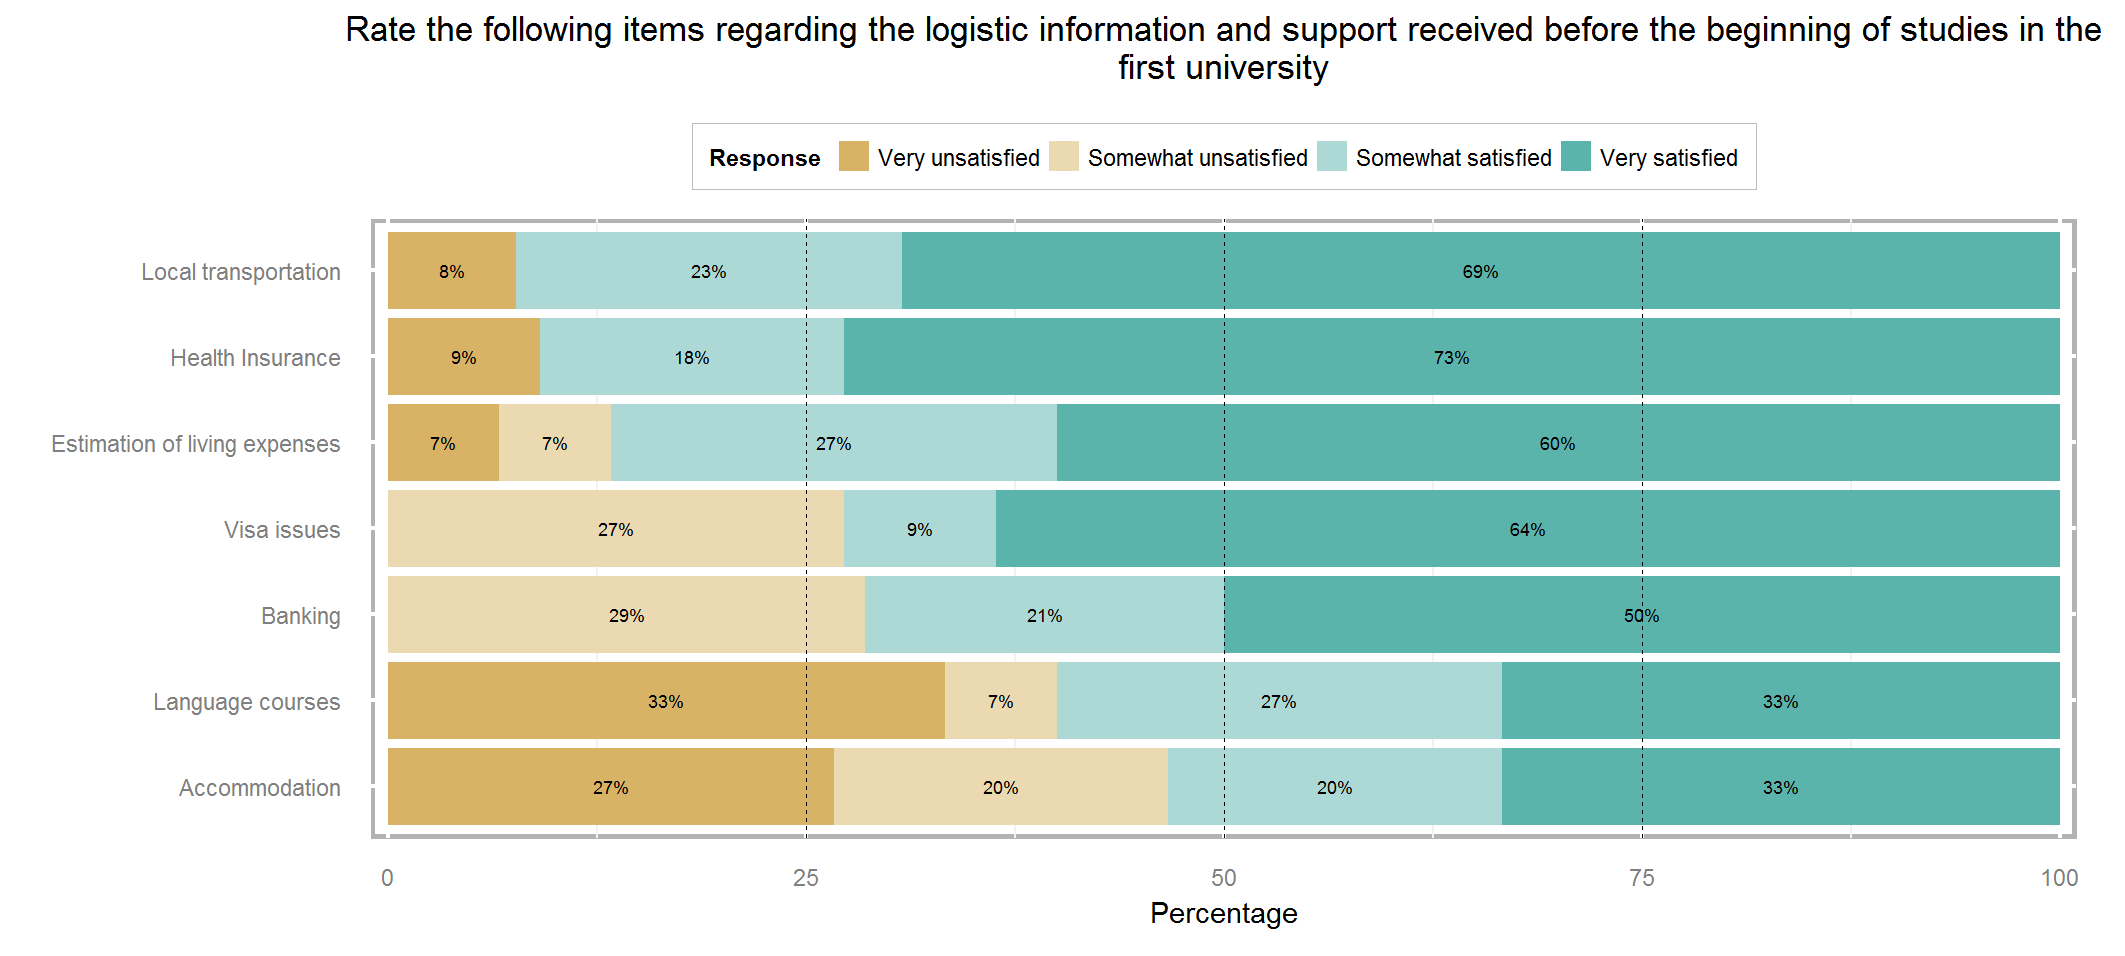 Rate the following items regarding the logistic information and support received before the beginning of studies in the
first university
Response Very unsatisfied Somewhat unsatisfied Somewhat satisfied Very satisfied
Local transportation 8% 23% 69%
Health Insurance 9% 18% 73%
Estimation of living expenses 7% 7% 27% 60%
Visa issues 27% 9% 64%
Banking 29% 21% 50%
Language courses 33% 7% 27% 33%
Accommodation 27% 20% 20% 33%
0 25 50 75 100
Percentage